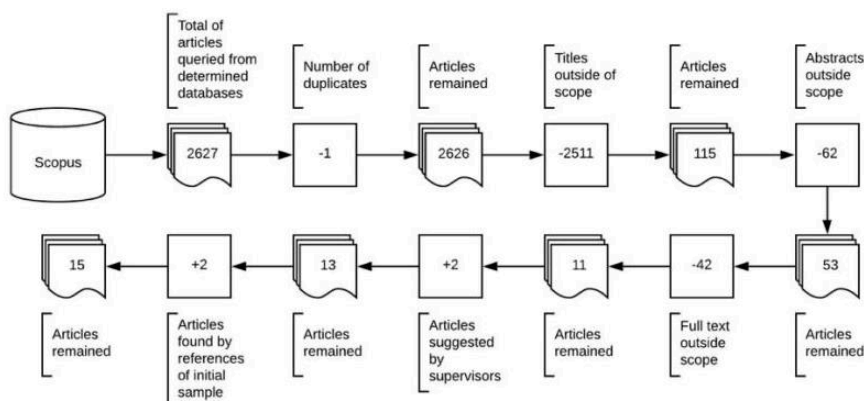 Total of
articles
queried from
determined
databases
Number of
duplicates
Articles
remained
Titles
outside of
scope
Articles
remained
Abstracts
outside
scope
Scopus
2627
-1
2626
-2511
115
-62
15
+2
13
+2
11
-42
53
Articles
remained
Articles
found by
references
of initial
sample
Articles
remained
Articles
suggested
by
supervisors
Articles
remained
Full text
outside
scope
Articles
remained